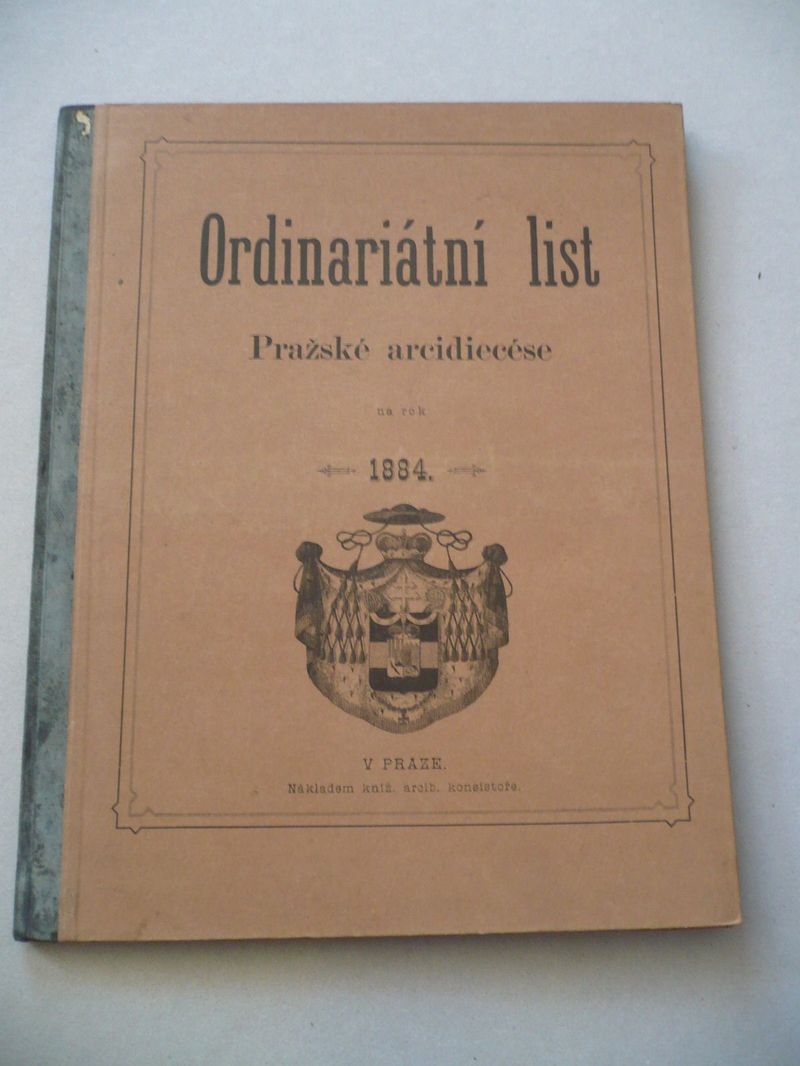 Ordinariátní list
Pražské arcidiecése
na rok
1884.
V PRAZE.
Nákladem kníž. arcib. konsistoře.